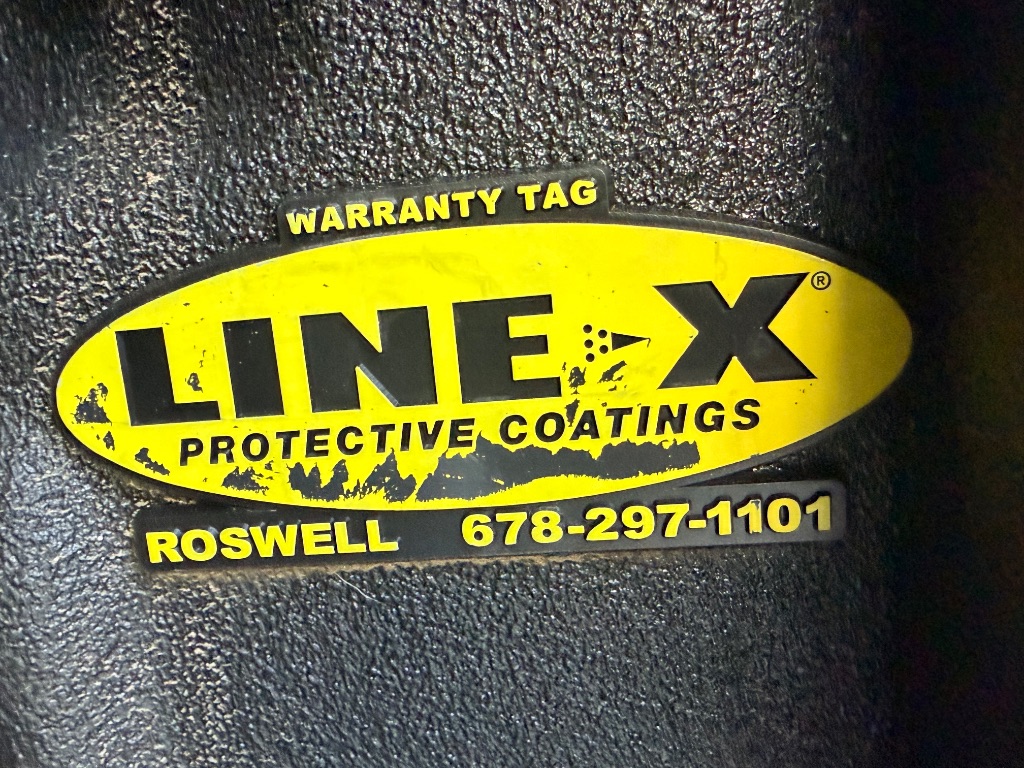 WARRANTY TAG
LINE-X®
PROTECTIVE COATINGS
ROSWELL 678-297-1101